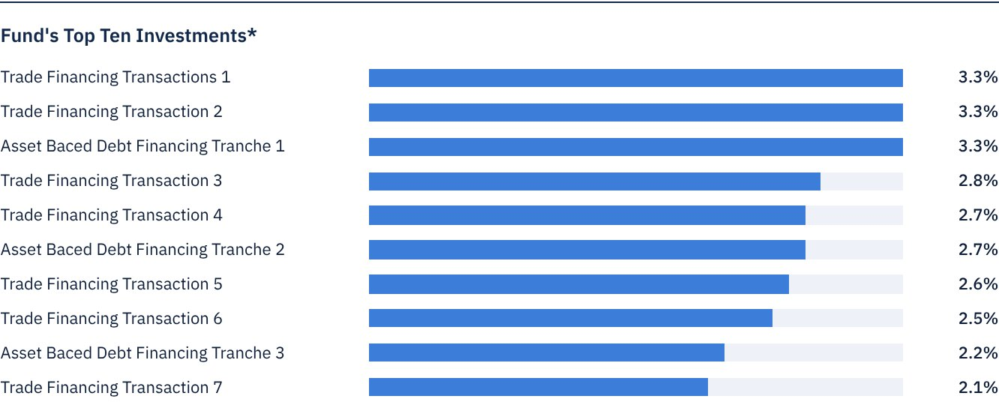 Fund's Top Ten Investments*
Trade Financing Transactions 1 3.3%
Trade Financing Transaction 2 3.3%
Asset Baced Debt Financing Tranche 1 3.3%
Trade Financing Transaction 3 2.8%
Trade Financing Transaction 4 2.7%
Asset Baced Debt Financing Tranche 2 2.7%
Trade Financing Transaction 5 2.6%
Trade Financing Transaction 6 2.5%
Asset Baced Debt Financing Tranche 3 2.2%
Trade Financing Transaction 7 2.1%